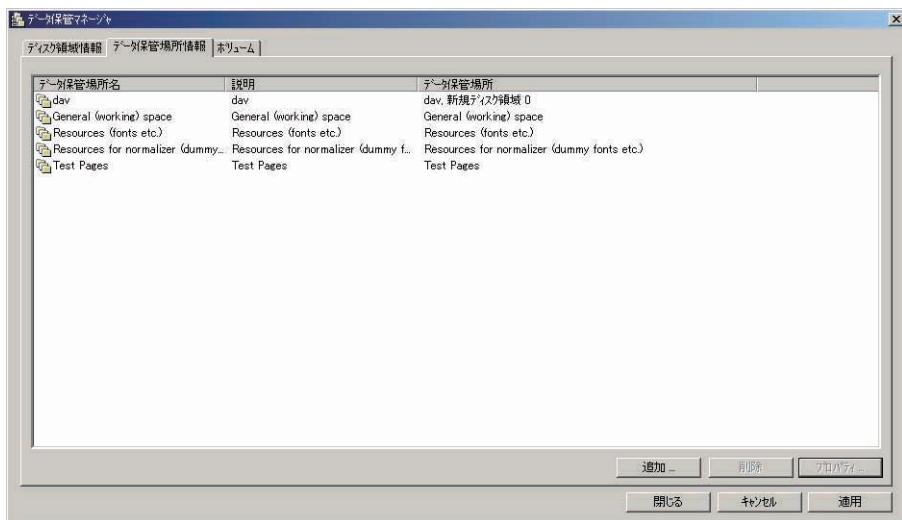 データ保管マネージャ
ディスク領域情報 データ保管場所情報 ボリューム
データ保管場所名 説明 データ保管場所
dav dav dav, 新規ディスク領域 0
General (working) space General (working) space General (working) space
Resources (fonts etc.) Resources (fonts etc.) Resources (fonts etc.)
Resources for normalizer (dummy... Resources for normalizer (dummy f... Resources for normalizer (dummy fonts etc.)
Test Pages Test Pages Test Pages
追加 ... 削除 プロパティ ...
閉じる キャンセル 適用